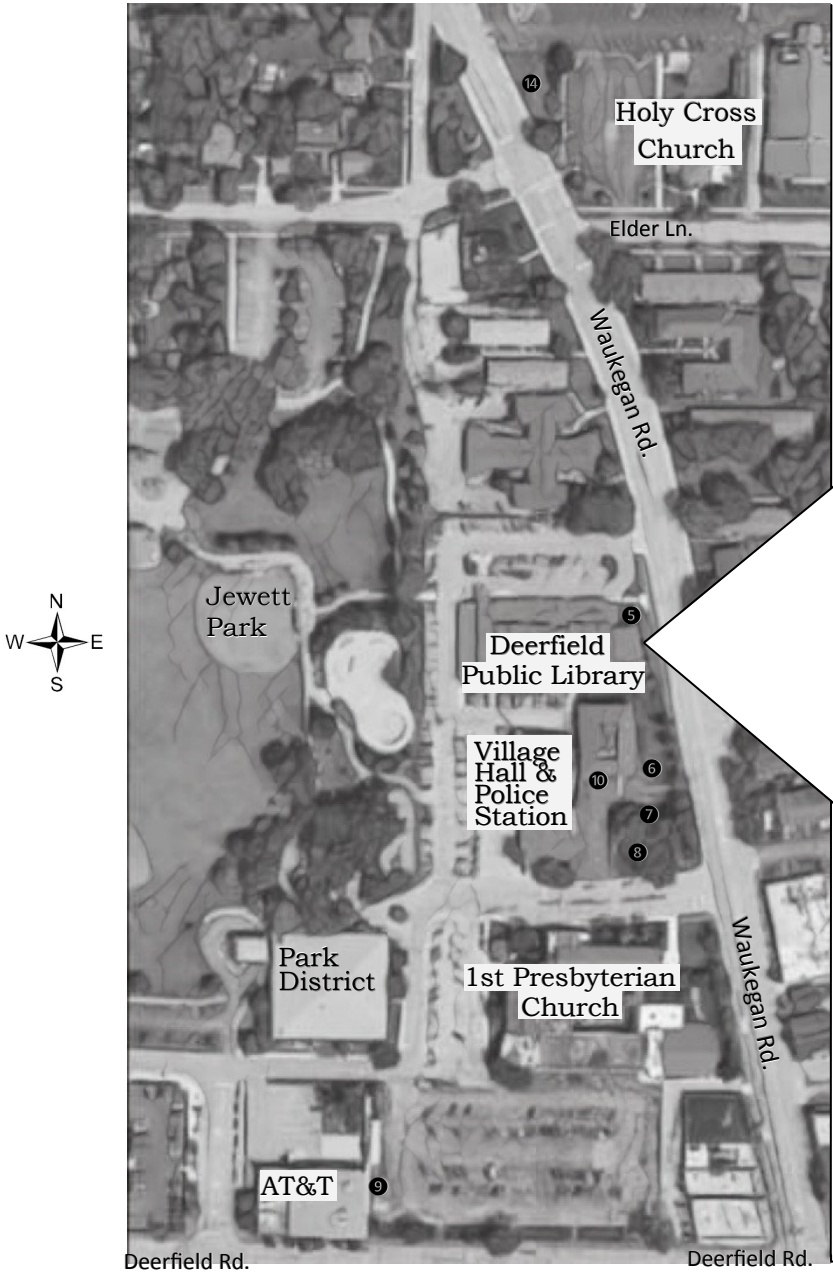 14
Holy Cross
Church
Elder Ln.
Waukegan Rd.
N
W E
S
Jewett
Park
5
Deerfield
Public Library
Village
Hall &
Police
Station
6
10
7
8
Waukegan Rd.
Park
District
1st Presbyterian
Church
AT&T
9
Deerfield Rd.
Deerfield Rd.